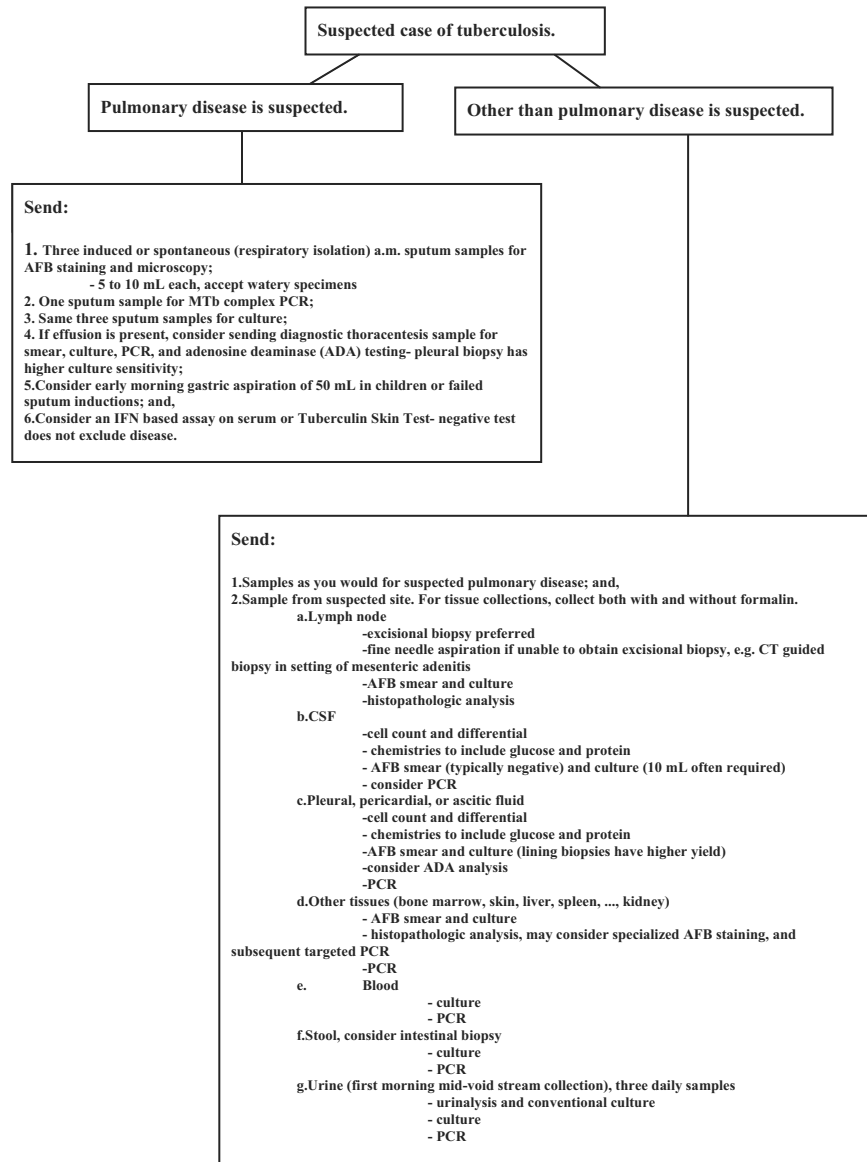 Suspected case of tuberculosis.
Pulmonary disease is suspected.
Other than pulmonary disease is suspected.
Send:
1. Three induced or spontaneous (respiratory isolation) a.m. sputum samples for
AFB staining and microscopy;
- 5 to 10 mL each, accept watery specimens
2. One sputum sample for MTb complex PCR;
3. Same three sputum samples for culture;
4. If effusion is present, consider sending diagnostic thoracentesis sample for
smear, culture, PCR, and adenosine deaminase (ADA) testing- pleural biopsy has
higher culture sensitivity;
5.Consider early morning gastric aspiration of 50 mL in children or failed
sputum inductions; and,
6.Consider an IFN based assay on serum or Tuberculin Skin Test- negative test
does not exclude disease.
Send:
1.Samples as you would for suspected pulmonary disease; and,
2.Sample from suspected site. For tissue collections, collect both with and without formalin.
a.Lymph node
-excisional biopsy preferred
-fine needle aspiration if unable to obtain excisional biopsy, e.g. CT guided
biopsy in setting of mesenteric adenitis
-AFB smear and culture
-histopathologic analysis
b.CSF
-cell count and differential
- chemistries to include glucose and protein
- AFB smear (typically negative) and culture (10 mL often required)
- consider PCR
c.Pleural, pericardial, or ascitic fluid
-cell count and differential
- chemistries to include glucose and protein
-AFB smear and culture (lining biopsies have higher yield)
-consider ADA analysis
-PCR
d.Other tissues (bone marrow, skin, liver, spleen, ..., kidney)
- AFB smear and culture
- histopathologic analysis, may consider specialized AFB staining, and
subsequent targeted PCR
-PCR
e. Blood
- culture
- PCR
f.Stool, consider intestinal biopsy
- culture
- PCR
g.Urine (first morning mid-void stream collection), three daily samples
- urinalysis and conventional culture
- culture
- PCR